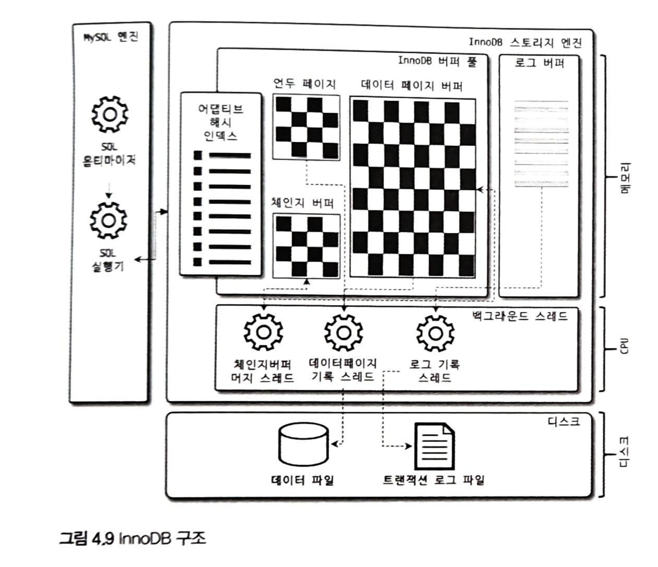 MySQL 엔진
SQL
옵티마이저
SQL
실행기
InnoDB 스토리지 엔진
InnoDB 버퍼 풀
로그 버퍼
어댑티브
해시
인덱스
언두 페이지
데이터 페이지 버퍼
체인지 버퍼
메모리
백그라운드 스레드
체인지버퍼
머지 스레드
데이터페이지
기록 스레드
로그 기록
스레드
CPU
디스크
데이터 파일
트랜잭션 로그 파일
디스크
그림 4.9 InnoDB 구조